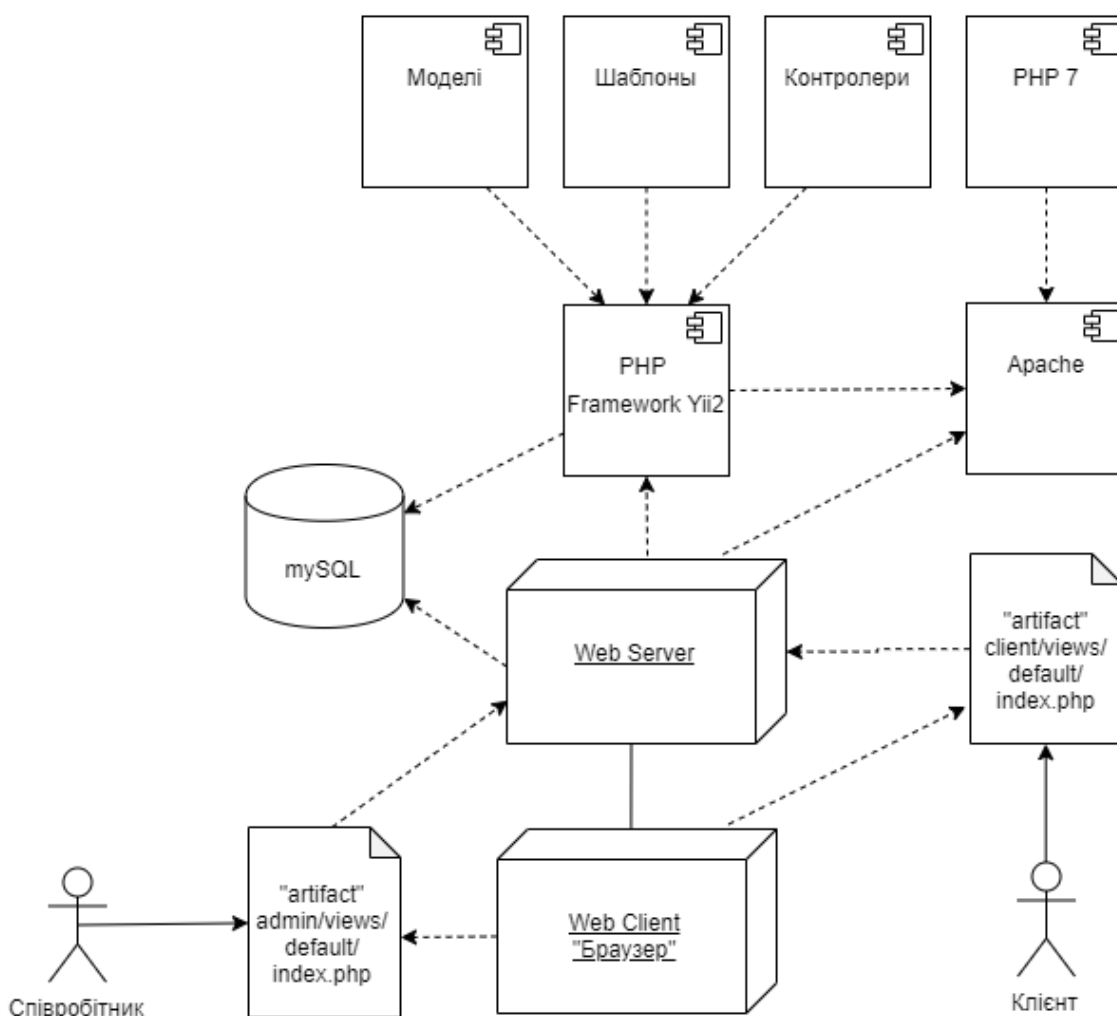 Моделі
Шаблоны
Контролери
PHP 7
PHP
Framework Yii2
Apache
mySQL
Web Server
"artifact"
client/views/
default/
index.php
"artifact"
admin/views/
default/
index.php
Web Client
"Браузер"
Співробітник
Клієнт